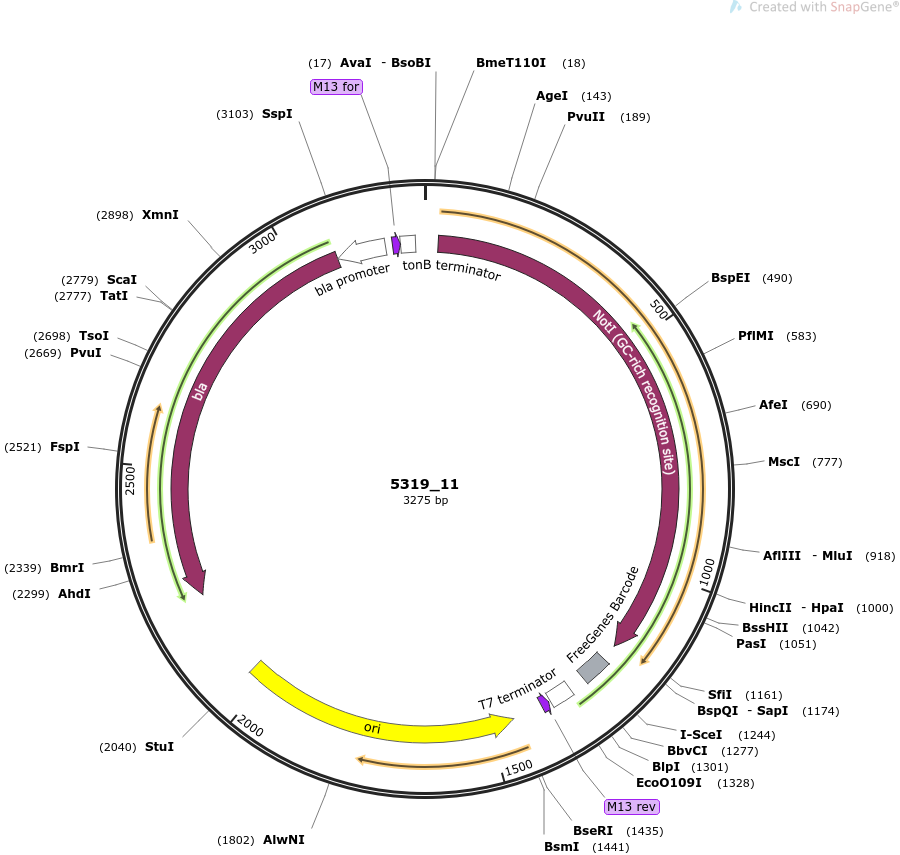 Created with SnapGene®
(17) AvaI - BsoBI
BmeT110I (18)
M13 for
AgeI (143)
(3103) SspI
PvuII (189)
(2898) XmnI
3000
bla promoter
tonB terminator
(2779) ScaI
BspEI (490)
(2777) TatI
500
NotI (GC-rich recognition site)
(2698) TsoI
PflMI (583)
(2669) PvuI
bla
AfeI (690)
(2521) FspI
MscI (777)
2500
5319_11
3275 bp
AflIII - MluI (918)
(2339) BmrI
1000
(2299) AhdI
FreeGenes Barcode
HincII - HpaI (1000)
BssHII (1042)
PasI (1051)
T7 terminator
SfiI (1161)
BspQI - SapI (1174)
2000
ori
I-SceI (1244)
(2040) StuI
BbvCI (1277)
1500
BlpI (1301)
EcoO109I (1328)
M13 rev
BseRI (1435)
(1802) AlwNI
BsmI (1441)